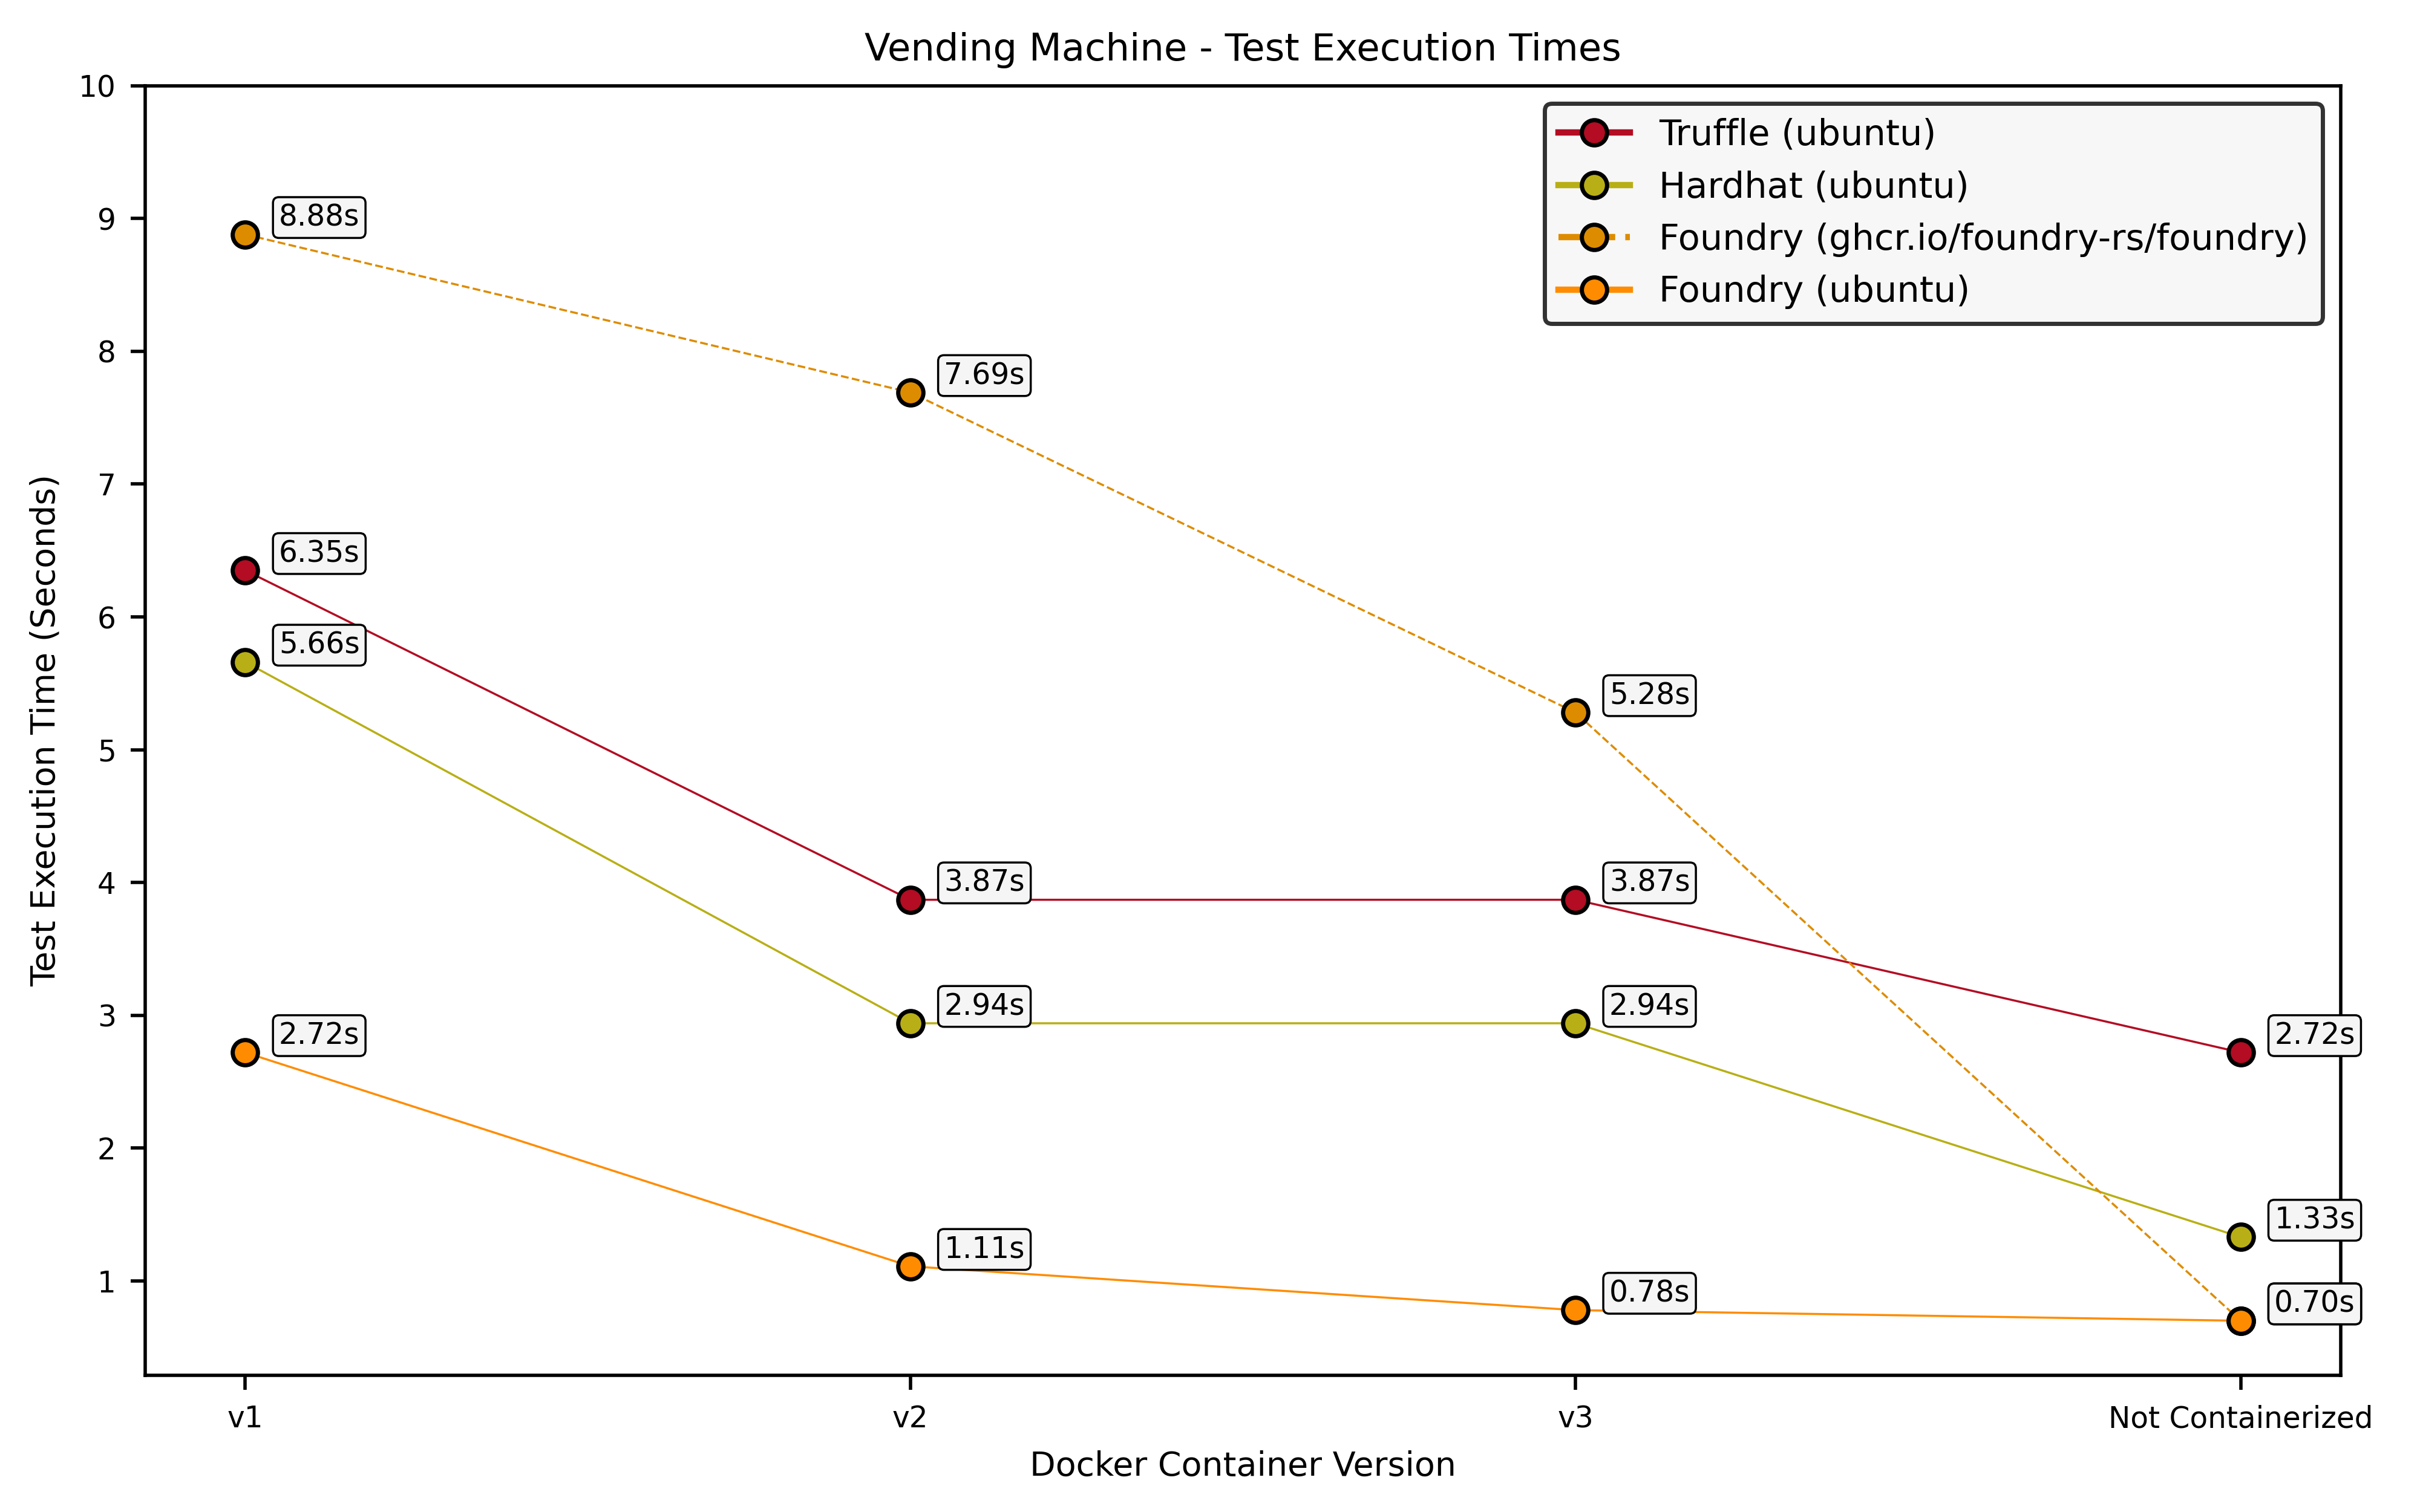 Vending Machine - Test Execution Times
10
9
8
7
6
5
4
3
2
1
Test Execution Time (Seconds)
Truffle (ubuntu)
Hardhat (ubuntu)
Foundry (ghcr.io/foundry-rs/foundry)
Foundry (ubuntu)
8.88s
7.69s
6.35s
5.66s
5.28s
3.87s
3.87s
2.94s
2.94s
2.72s
2.72s
1.11s
1.33s
0.78s
0.70s
v1
v2
v3
Not Containerized
Docker Container Version